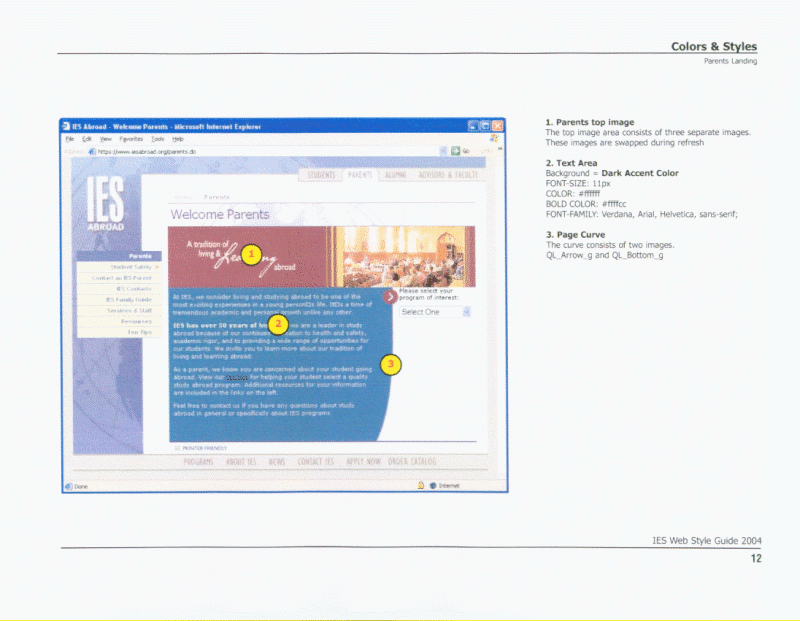 Colors & Styles
Parents Landing
IES Abroad - Welcome Parents - Microsoft Internet Explorer
File Edit View Favorites Tools Help
https://www.iesabroad.org/parents.do
Go
STUDENTS PARENTS ALUMNI ADVISORS & FACULTY
IES
ABROAD
Parents
Welcome Parents
A tradition of
living & Learning
abroad
1
Parents
Student Safety
Contact an IES Parent
IES Contacts
IES Family Guide
Services & Staff
Resources
Ten Tips
Please select your
program of interest:
Select One
At IES, we consider living and studying abroad to be one of the
most exciting experiences in a young person's life. IES a time of
tremendous academic and personal growth unlike any other.
IES has over 50 years of we are a leader in study
2
abroad because of our to health and safety,
academic rigor, and to providing a wide range of opportunities for
our students. We invite you to learn more about our tradition of
living and learning abroad.
As a parent, we know you are concerned about your student going
abroad. View our for helping your student select a quality
study abroad program. Additional resources for your information
are included in the links on the left.
3
Feel free to contact us if you have any questions about study
abroad in general or specifically about IES programs.
PRINTER FRIENDLY
PROGRAMS ABOUT IES NEWS CONTACT IES APPLY NOW ORDER CATALOG
Done
Internet
1. Parents top image
The top image area consists of three separate images.
These images are swapped during refresh
2. Text Area
Background = Dark Accent Color
FONT-SIZE: 11px
COLOR: #ffffff
BOLD COLOR: #ffffcc
FONT-FAMILY: Verdana, Arial, Helvetica, sans-serif;
3. Page Curve
The curve consists of two images.
QL_Arrow_g and QL_Bottom_g
IES Web Style Guide 2004
12